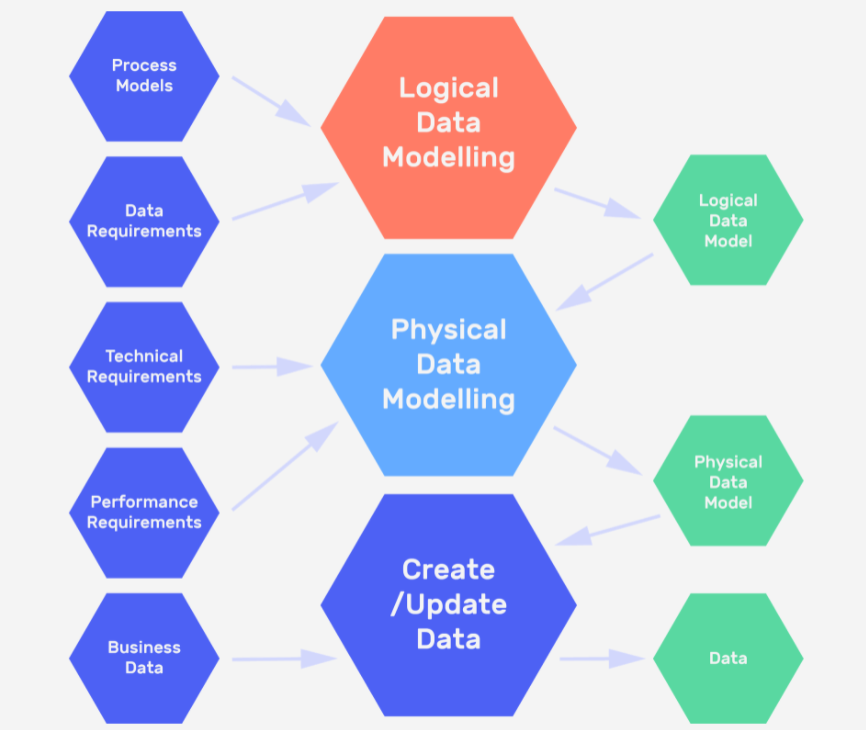 Process
Models
Logical
Data
Modelling
Data
Requirements
Logical
Data
Model
Technical
Requirements
Physical
Data
Modelling
Performance
Requirements
Physical
Data
Model
Create
/Update
Data
Business
Data
Data